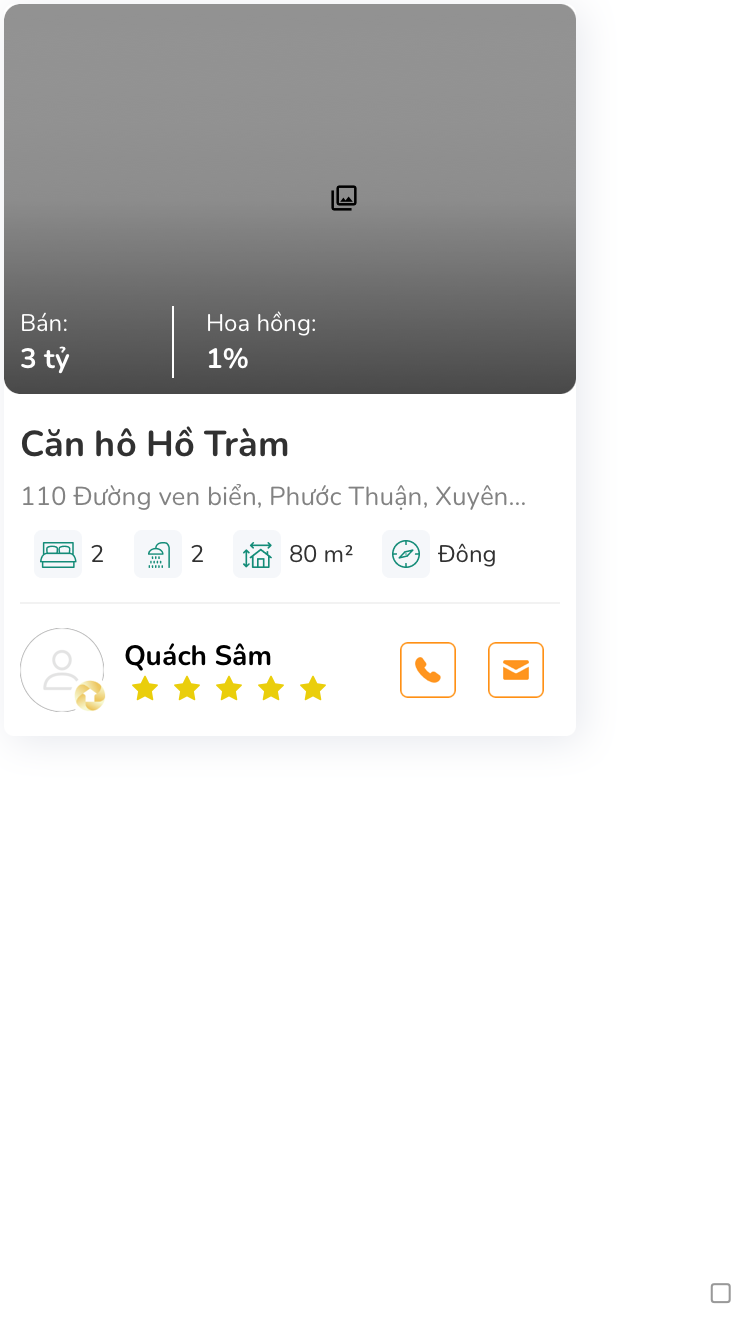 Bán:
Hoa hồng:
3 tỷ
1%
Căn hô Hồ Tràm
110 Đường ven biển, Phước Thuận, Xuyên...
2
2
80 m²
Đông
Quách Sâm